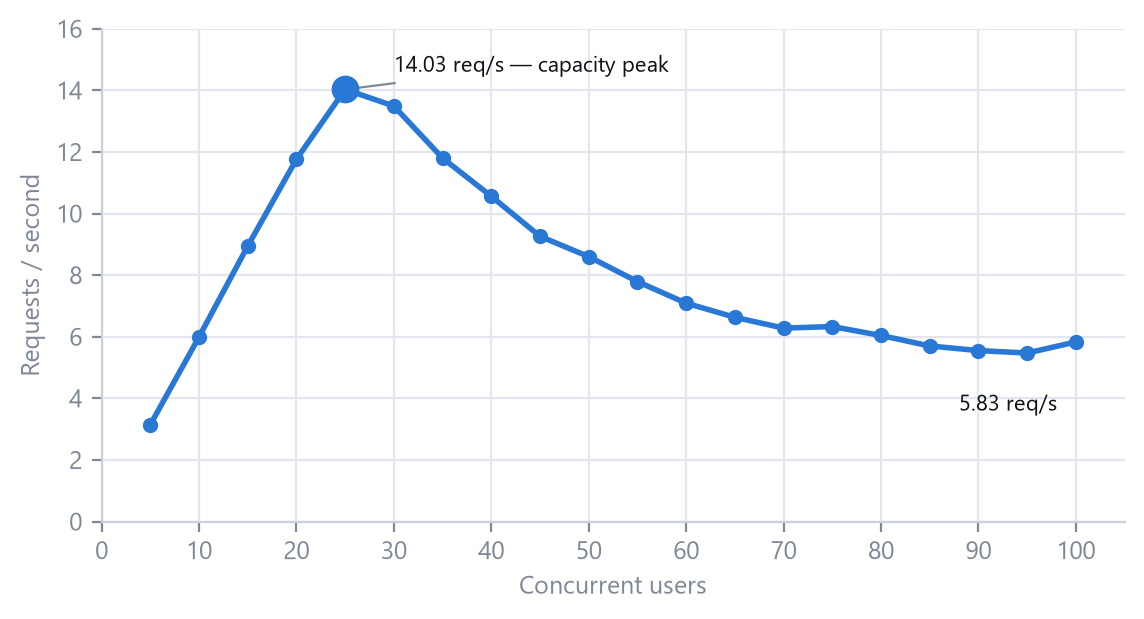 16
14.03 req/s — capacity peak
14
12
10
8
6
4
5.83 req/s
2
0
Requests / second
0 10 20 30 40 50 60 70 80 90 100
Concurrent users